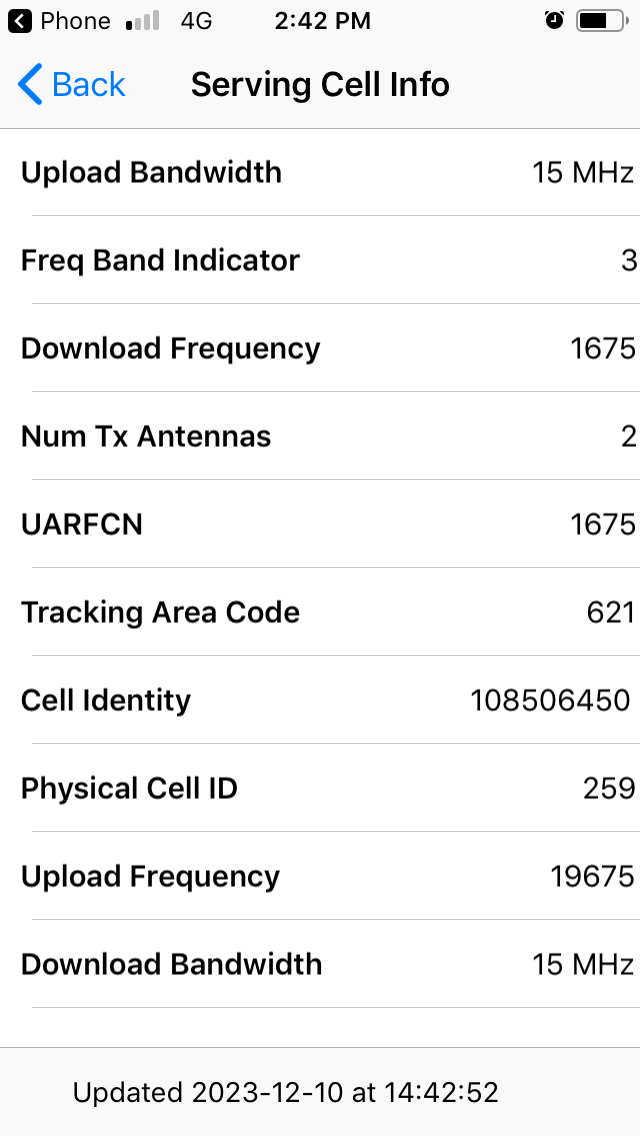 Phone 4G 2:42 PM
Back Serving Cell Info
Upload Bandwidth 15 MHz
Freq Band Indicator 3
Download Frequency 1675
Num Tx Antennas 2
UARFCN 1675
Tracking Area Code 621
Cell Identity 108506450
Physical Cell ID 259
Upload Frequency 19675
Download Bandwidth 15 MHz
Updated 2023-12-10 at 14:42:52